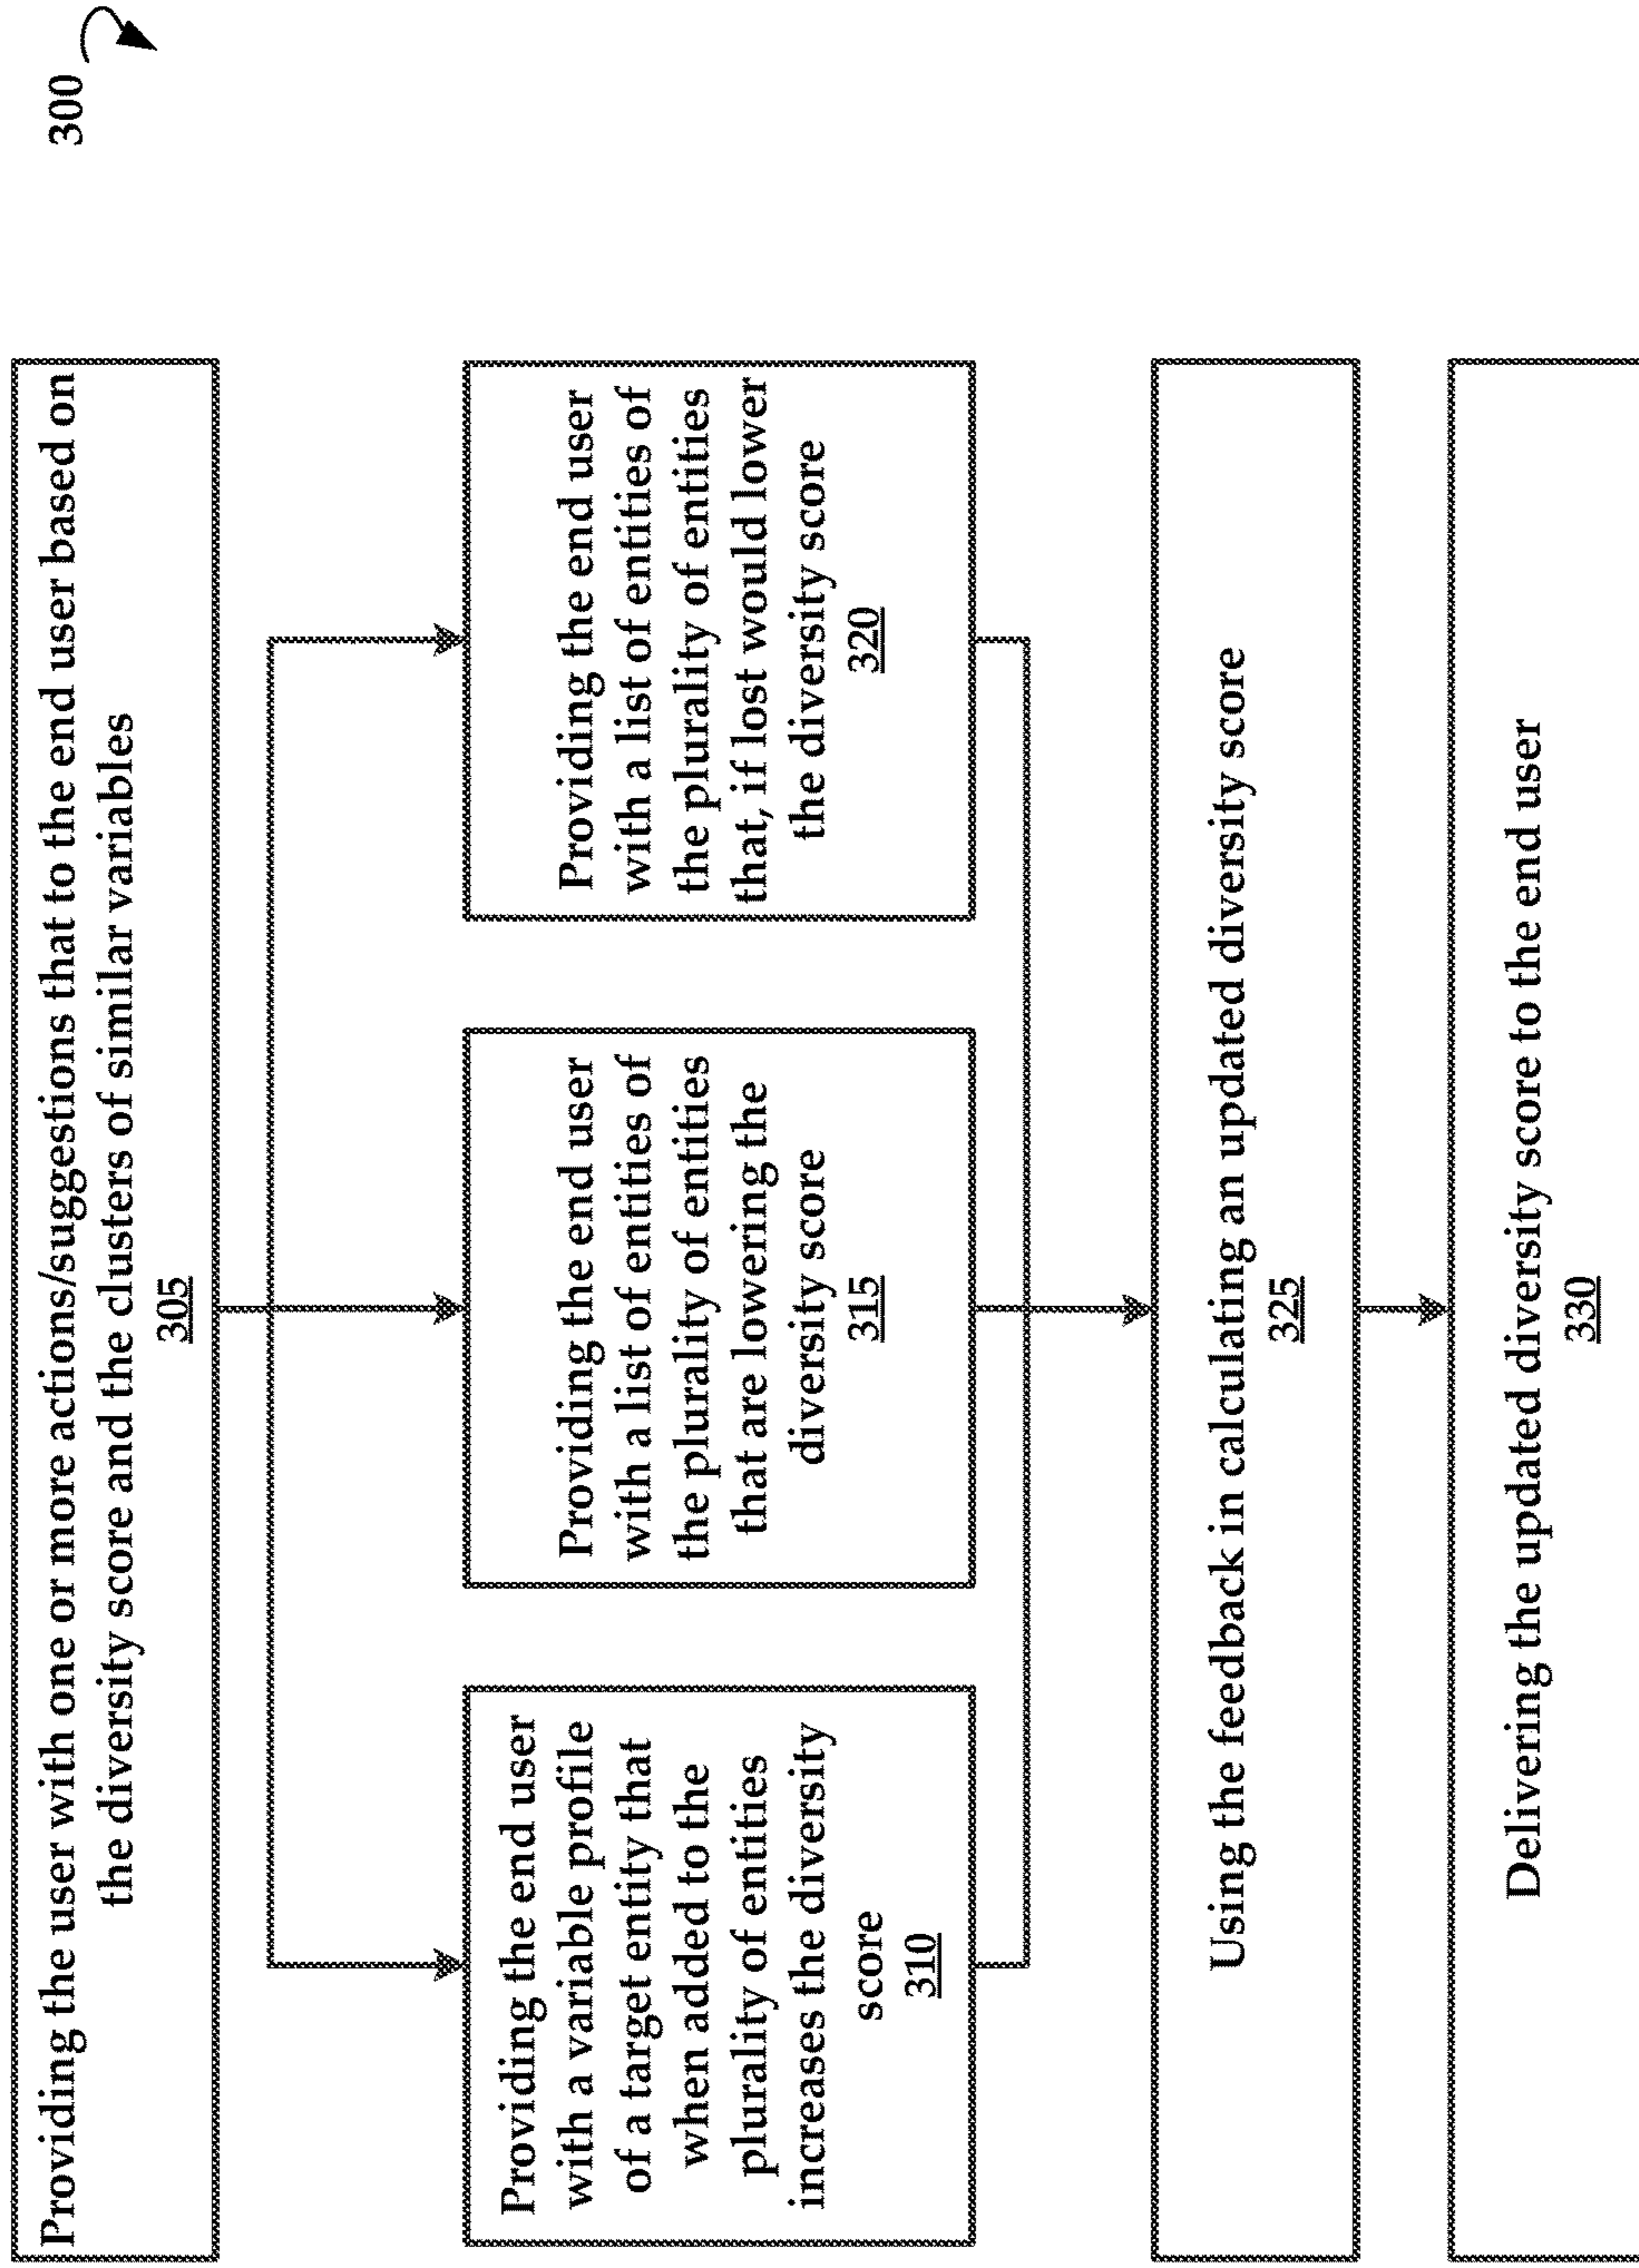 300
Providing the user with one or more actions/suggestions that to the end user based on
the diversity score and the clusters of similar variables
305
Providing the end user
with a variable profile
of a target entity that
when added to the
plurality of entities
increases the diversity
score
310
Providing the end user
with a list of entities of
the plurality of entities
that are lowering the
diversity score
315
Providing the end user
with a list of entities of
the plurality of entities
that, if lost would lower
the diversity score
320
Using the feedback in calculating an updated diversity score
325
Delivering the updated diversity score to the end user
330